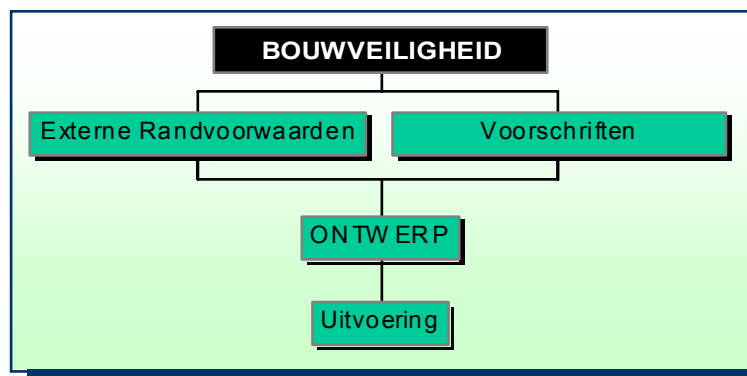 BOUWVEILIGHEID
Externe Randvoorwaarden
Voorschriften
ONTWERP
Uitvoering